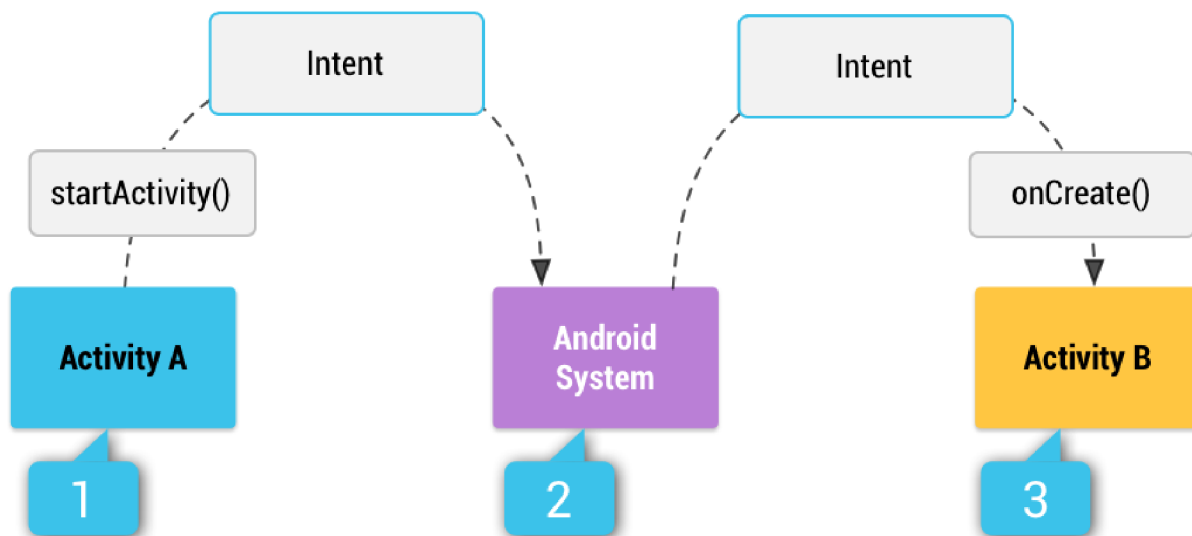 Intent
Intent
startActivity()
onCreate()
Activity A
Android
System
Activity B
1
2
3